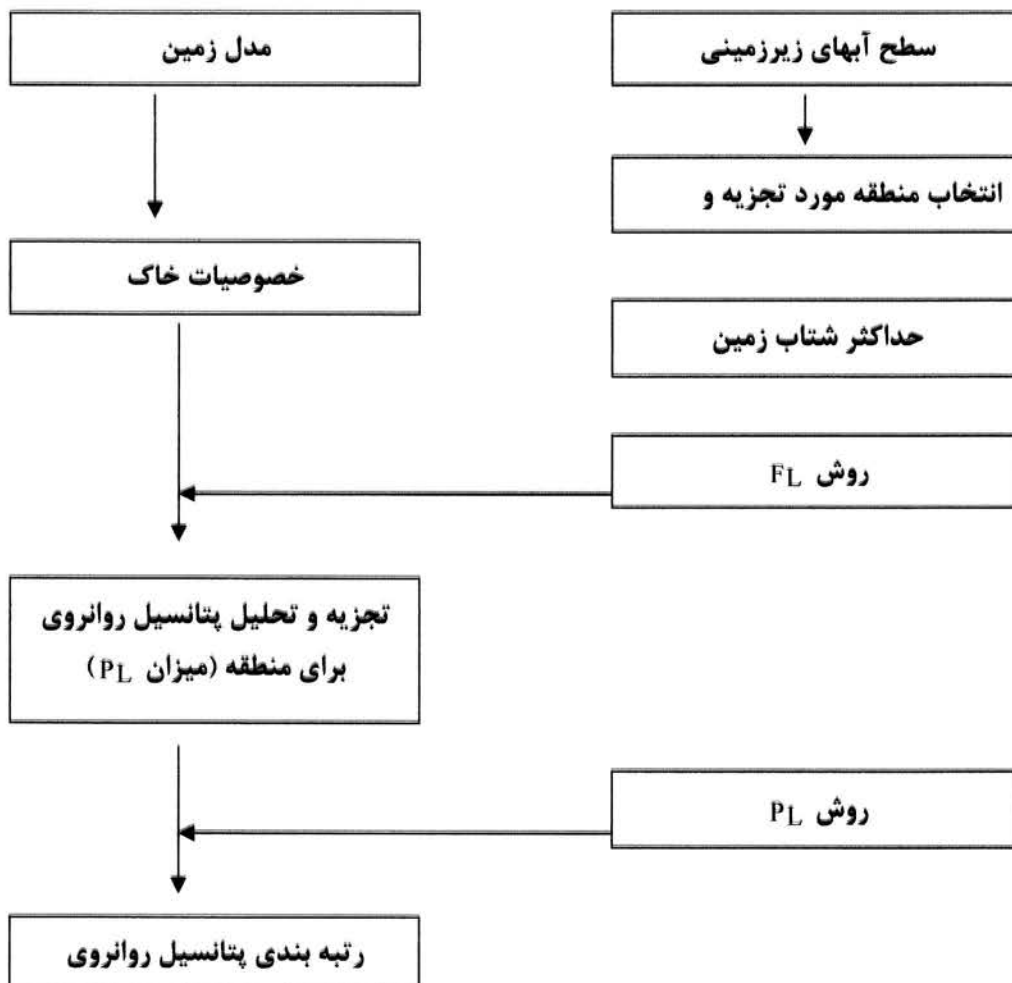 سطح آبهای زیرزمینی
مدل زمین
انتخاب منطقه مورد تجزیه و
خصوصیات خاک
حداکثر شتاب زمین
روش FL
تجزیه و تحلیل پتانسیل روانروی
برای منطقه (میزان PL)
روش PL
رتبه بندی پتانسیل روانروی